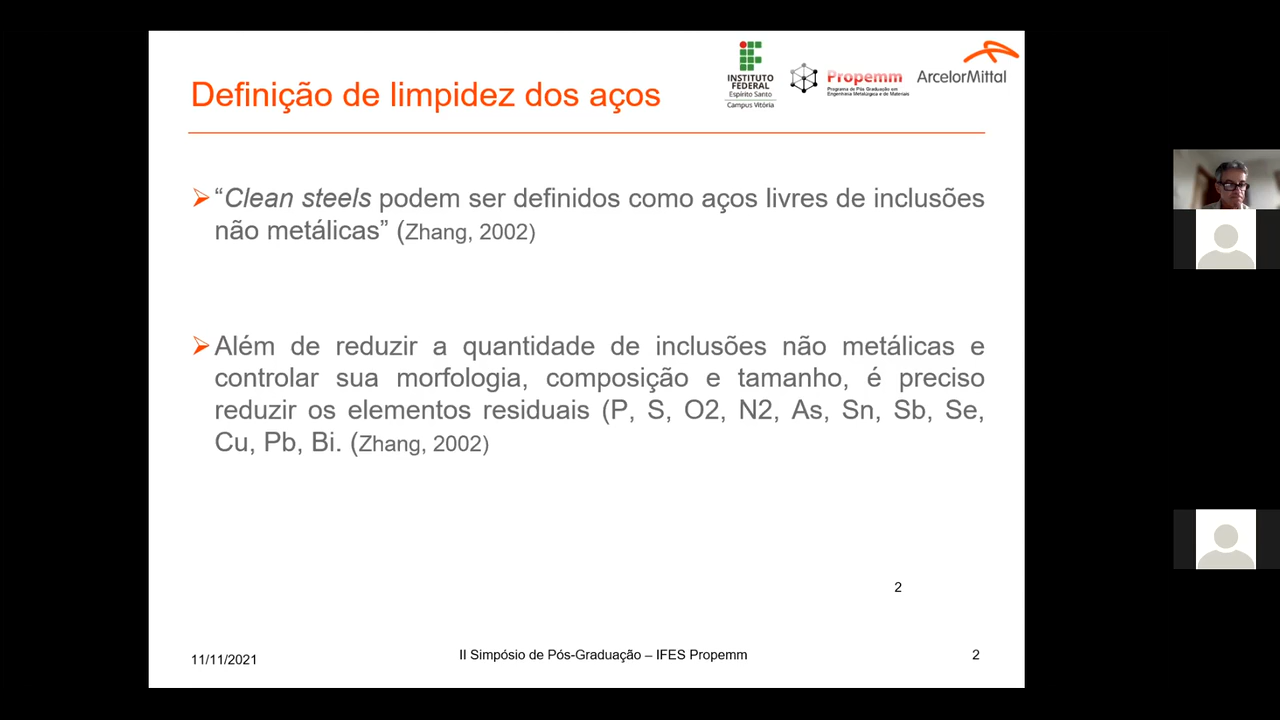 Definição de limpidez dos aços
INSTITUTO
FEDERAL
Espírito Santo
Campus Vitória
Propemm
Programa de Pós Graduação em
Engenharia Metalúrgica e de Materiais
ArcelorMittal
“Clean steels podem ser definidos como aços livres de inclusões
não metálicas” (Zhang, 2002)
Além de reduzir a quantidade de inclusões não metálicas e
controlar sua morfologia, composição e tamanho, é preciso
reduzir os elementos residuais (P, S, O2, N2, As, Sn, Sb, Se,
Cu, Pb, Bi. (Zhang, 2002)
2
11/11/2021
II Simpósio de Pós-Graduação – IFES Propemm
2